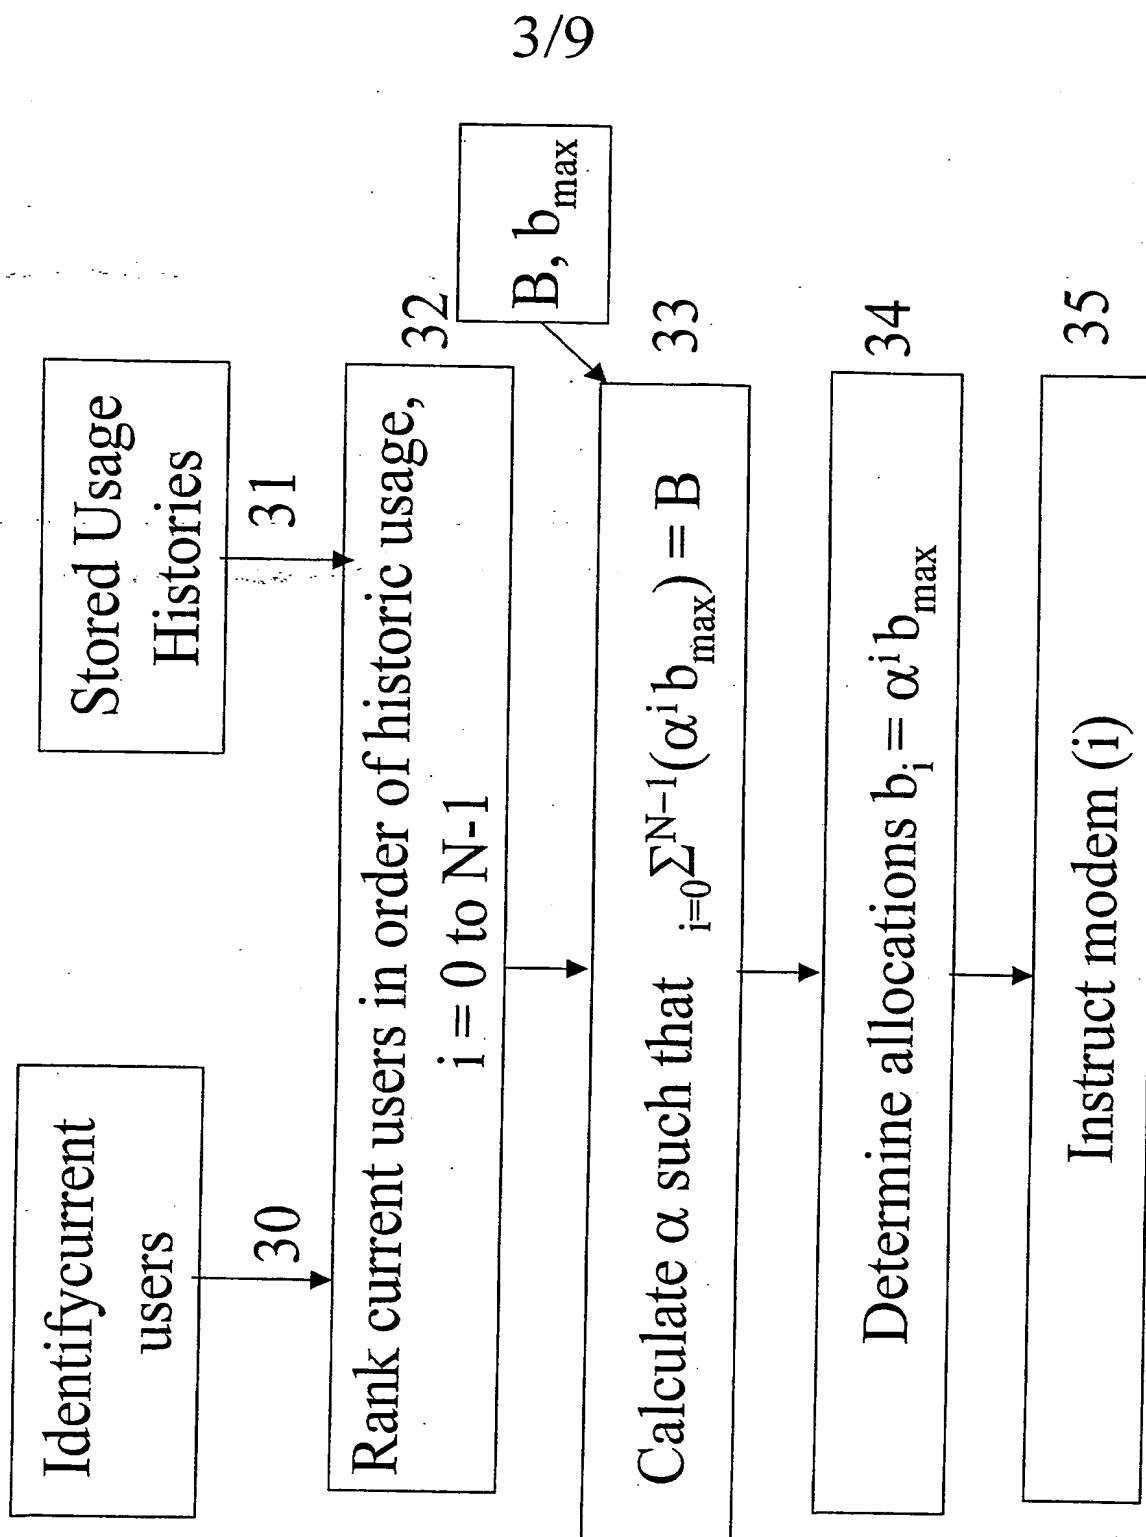 3/9
Identifycurrent
users
Stored Usage
Histories
30
31
Rank current users in order of historic usage,
i = 0 to N-1
32
B, b_max
Calculate α such that i=0Σ^N−1(α^i b_max) = B
33
Determine allocations b_i = α^i b_max
34
Instruct modem (i)
35